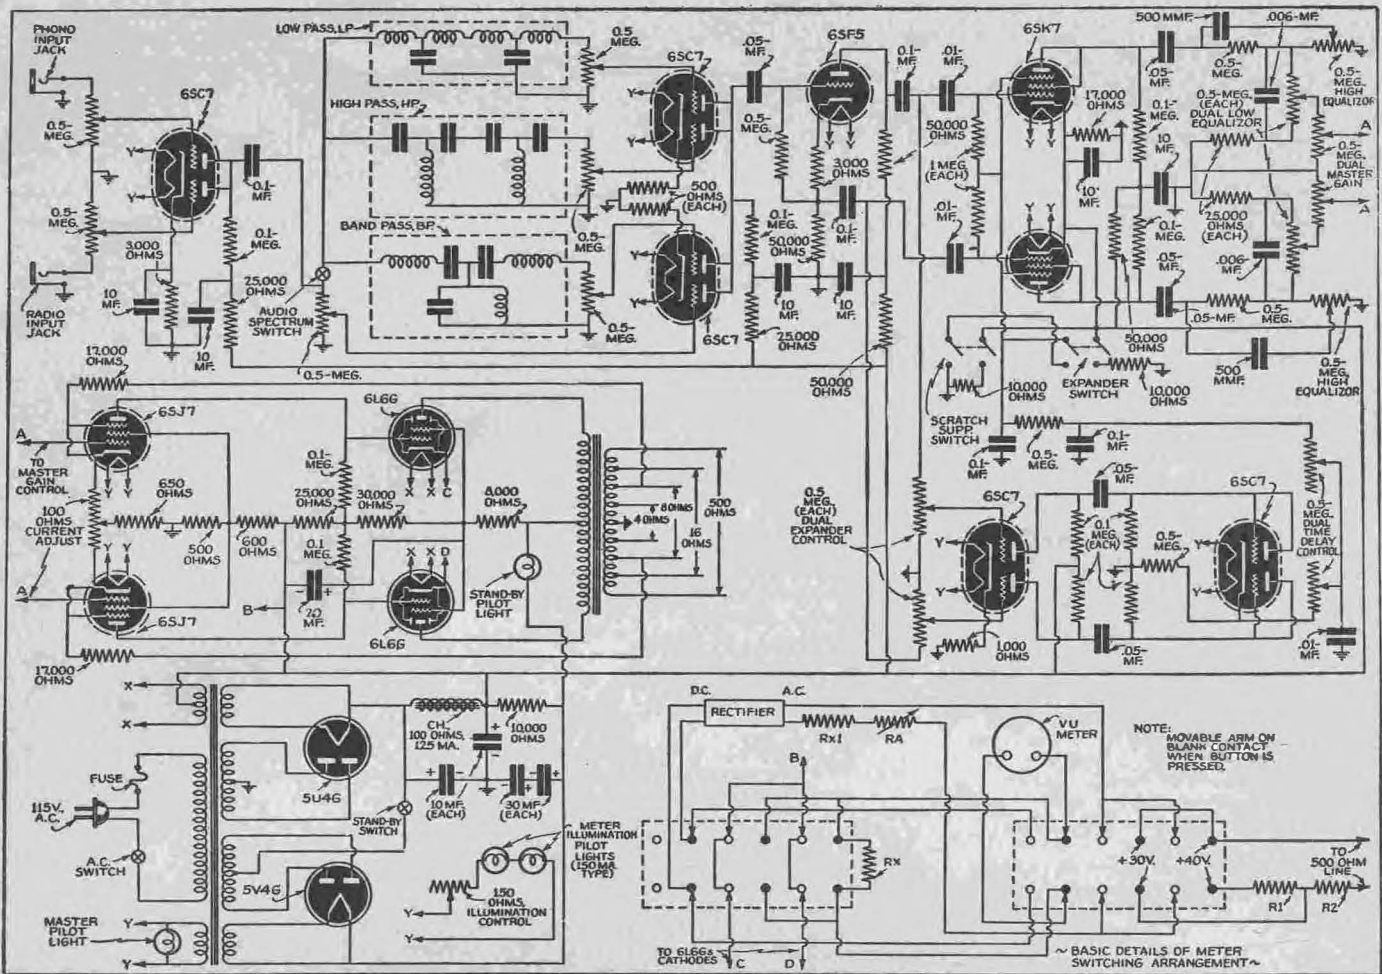 PHONO
INPUT
JACK
0.5-
MEG.
0.5-
MEG.
RADIO INPUT
JACK
6SC7
Y
Y
0.1-
MF.
3,000
OHMS
0.1-
MEG.
10
MF.
10
MF.
25,000
OHMS
AUDIO
SPECTRUM
SWITCH
0.5-MEG.
LOW PASS, LP
HIGH PASS, HP
BAND PASS, BP
0.5
MEG.
0.5-
MEG.
0.5-
MEG.
6SC7
Y
Y
500
OHMS
(EACH)
Y
Y
6SC7
.05-
MF.
0.5-
MEG.
6SF5
Y Y
3,000
OHMS
0.1-
MF.
0.1-
MEG.
50,000
OHMS
10
MF.
10
MF.
25,000
OHMS
50,000
OHMS
0.1-
MF.
.01-
MF.
50,000
OHMS
1 MEG.
(EACH)
.01-
MF.
6SK7
Y Y
Y Y
17,000
OHMS
10
MF.
500 MMF.
.05-
MF.
0.1-
MEG.
10
MF.
0.1-
MEG.
.05-
MF.
.006-MF.
0.5-
MEG.
0.5-
MEG.
HIGH
EQUALIZOR
0.5-MEG.
(EACH)
DUAL LOW
EQUALIZOR
A
0.5-
MEG.
DUAL
MASTER
GAIN
A
25,000
OHMS
(EACH)
.006-MF.
.05-MF.
0.5-
MEG.
500
MMF.
0.5-
MEG.
HIGH
EQUALIZOR
50,000
OHMS
EXPANDER
SWITCH
10,000
OHMS
10,000
OHMS
SCRATCH
SUPP.
SWITCH
17,000
OHMS
6SJ7
A
TO
MASTER
GAIN
CONTROL
Y Y
650
OHMS
100
OHMS
CURRENT
ADJUST
Y Y
500
OHMS
600
OHMS
A
6SJ7
17,000
OHMS
6L6G
0.1-
MEG.
X X C
25,000
OHMS
30,000
OHMS
0.1
MEG.
X X D
B
- +
20
MF.
6L6G
8,000
OHMS
STAND-BY
PILOT
LIGHT
4 OHMS
8 OHMS
16
OHMS
500
OHMS
0.5
MEG.
(EACH) DUAL
EXPANDER
CONTROL
0.1-
MF.
0.5-
MEG.
0.1-
MF.
6SC7
Y
Y
1,000
OHMS
.05-
MF.
0.1
MEG.
(EACH)
.05-
MF.
0.5-
MEG.
6SC7
Y
Y
0.5-
MEG. DUAL
TIME
DELAY
CONTROL
.01-
MF.
X
X
FUSE
115V.
A.C.
A.C.
SWITCH
MASTER
PILOT
LIGHT
Y
Y
5U4G
5V4G
CH.
100 OHMS,
125 MA.
10,000
OHMS
+
-
+ -
- +
- +
10 MF.
(EACH)
30 MF.
(EACH)
STAND-BY
SWITCH
METER
ILLUMINATION
PILOT
LIGHTS
(150 MA.
TYPE)
150
OHMS,
ILLUMINATION
CONTROL
Y
Y
D.C.
A.C.
RECTIFIER
RX1
RA
VU
METER
NOTE:
MOVABLE ARM ON
BLANK CONTACT
WHEN BUTTON IS
PRESSED.
B
RX
+30V.
+40V.
TO
500 OHM
LINE
R1
R2
TO 6L6Gs
CATHODES
C
D
~ BASIC DETAILS OF METER
SWITCHING ARRANGEMENT ~